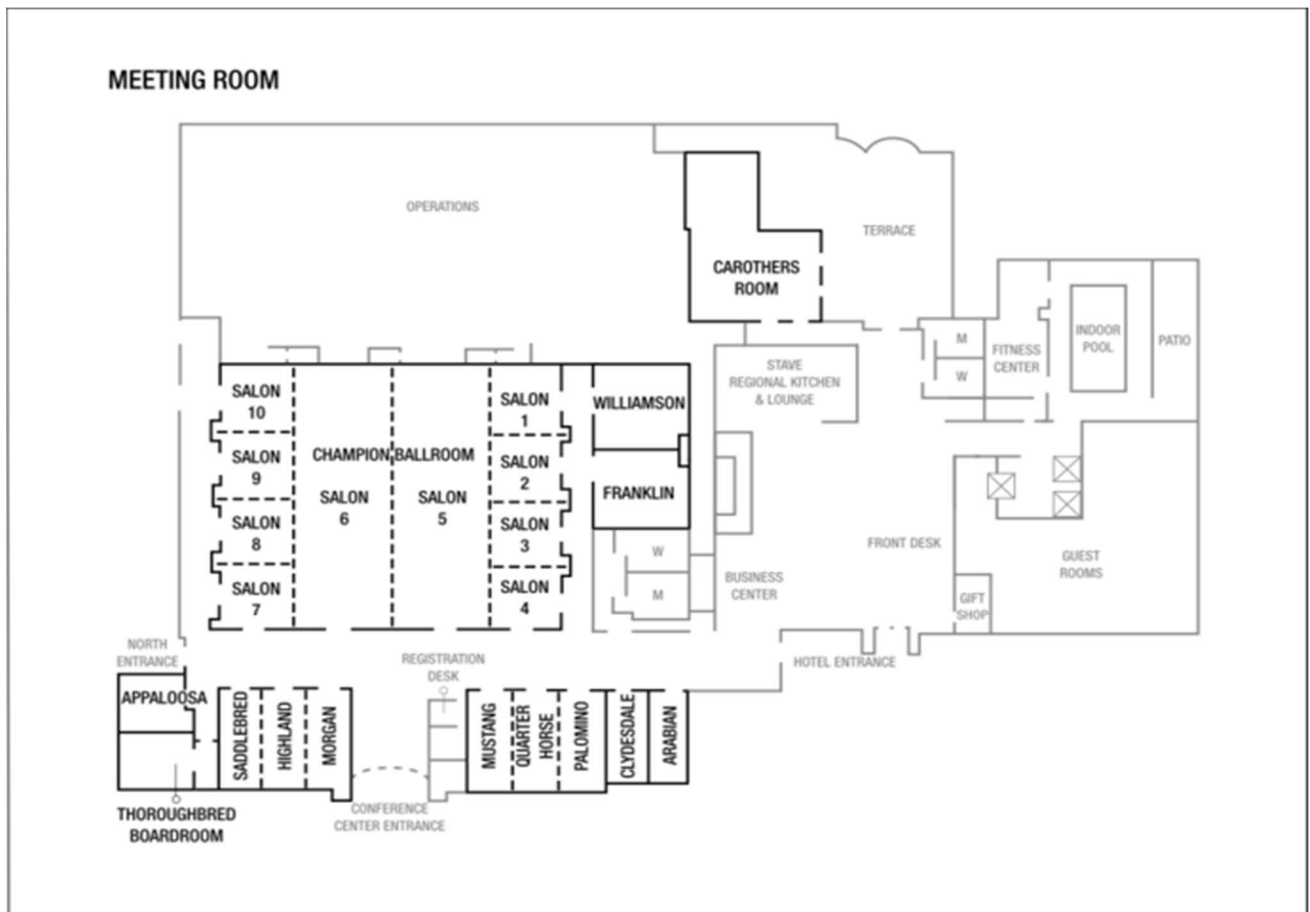 MEETING ROOM
OPERATIONS
TERRACE
CAROTHERS
ROOM
M
W
FITNESS
CENTER
INDOOR
POOL
PATIO
STAVE
REGIONAL KITCHEN
& LOUNGE
SALON
10
SALON
9
SALON
8
SALON
7
CHAMPION BALLROOM
SALON
6
SALON
5
SALON
1
SALON
2
SALON
3
SALON
4
WILLIAMSON
FRANKLIN
W
M
BUSINESS
CENTER
FRONT DESK
GUEST
ROOMS
GIFT
SHOP
HOTEL ENTRANCE
NORTH
ENTRANCE
REGISTRATION
DESK
APPALOOSA
SADDLEBRED
HIGHLAND
MORGAN
MUSTANG
QUARTER
HORSE
PALOMINO
CLYDESDALE
ARABIAN
THOROUGHBRED
BOARDROOM
CONFERENCE
CENTER ENTRANCE